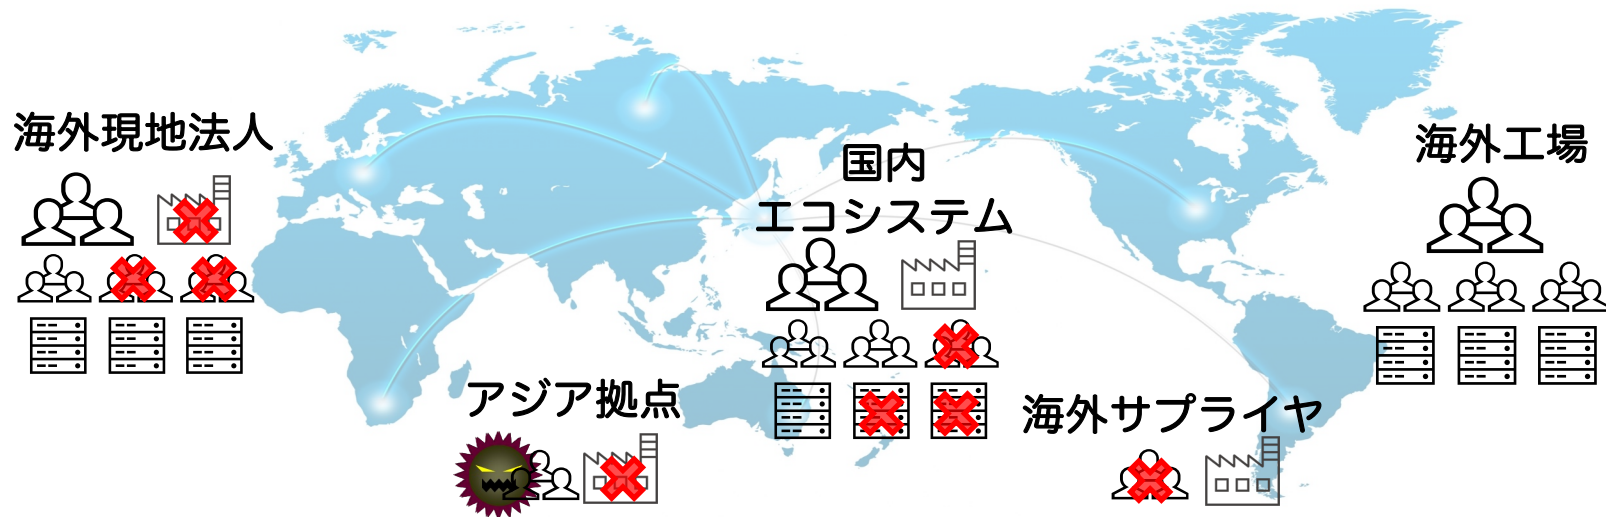 海外現地法人
国内
エコシステム
海外工場
アジア拠点
海外サプライヤ